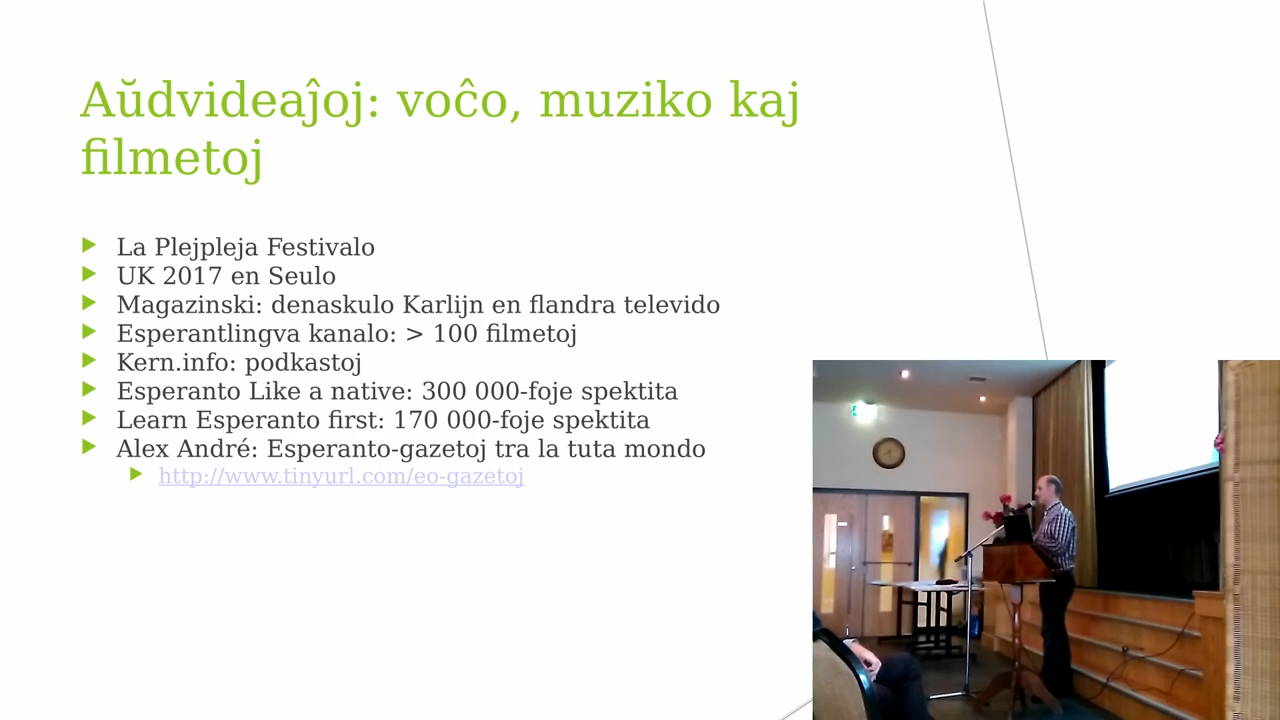 Aŭdvideaĵoj: voĉo, muziko kaj
filmetoj
La Plejpleja Festivalo
UK 2017 en Seulo
Magazinski: denaskulo Karlijn en flandra televido
Esperantlingva kanalo: > 100 filmetoj
Kern.info: podkastoj
Esperanto Like a native: 300 000-foje spektita
Learn Esperanto first: 170 000-foje spektita
Alex André: Esperanto-gazetoj tra la tuta mondo
http://www.tinyurl.com/eo-gazetoj